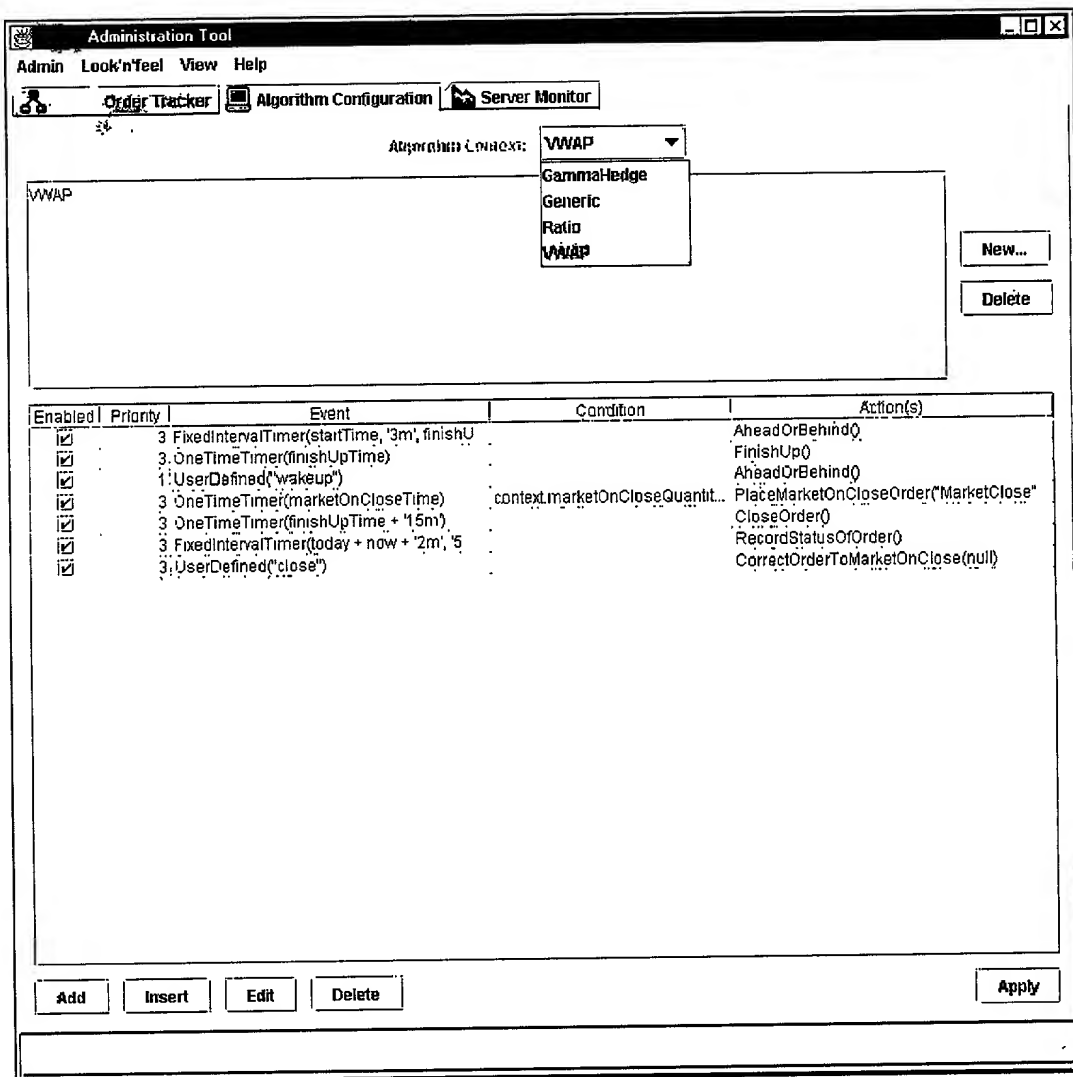 Administration Tool
Admin Look'n'feel View Help
Order Tracker Algorithm Configuration Server Monitor
Algorithm Context: VWAP
GammaHedge
Generic
Ratio
VWAP
VWAP
New...
Delete
Enabled Priority Event Condition Action(s)
3 FixedIntervalTimer(startTime, '3m', finishU AheadOrBehind()
3 OneTimeTimer(finishUpTime) FinishUp()
1 UserDefined("wakeup") AheadOrBehind()
3 OneTimeTimer(marketOnCloseTime) context.marketOnCloseQuantit... PlaceMarketOnCloseOrder("MarketClose"
3 OneTimeTimer(finishUpTime + '15m') CloseOrder()
3 FixedIntervalTimer(today + now + '2m', '5 RecordStatusOfOrder()
3 UserDefined("close") CorrectOrderToMarketOnClose(null)
Add Insert Edit Delete Apply